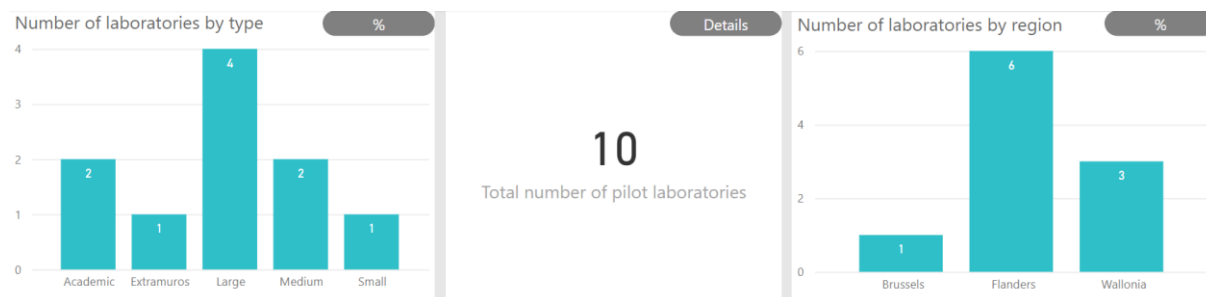 Number of laboratories by type
%
4
3
2
1
0
2
1
4
2
1
Academic
Extramuros
Large
Medium
Small
Details
10
Total number of pilot laboratories
Number of laboratories by region
%
6
4
2
0
1
6
3
Brussels
Flanders
Wallonia